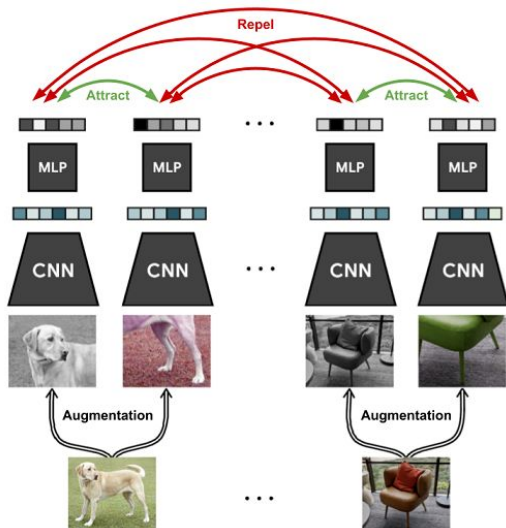 Repel
Attract
Attract
...
MLP
MLP
MLP
MLP
CNN
CNN
...
CNN
CNN
Augmentation
Augmentation
...